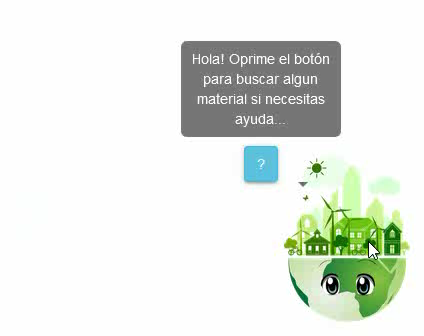 Hola! Oprime el botón
para buscar algun
material si necesitas
ayuda...
?